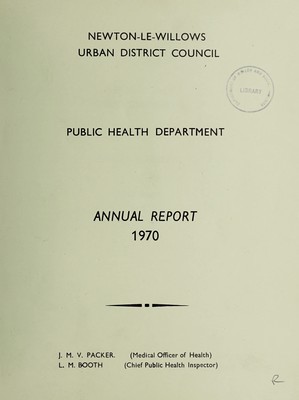 NEWTON-LE-WILLOWS
URBAN DISTRICT COUNCIL
LIBRARY
PUBLIC HEALTH DEPARTMENT
ANNUAL REPORT
1970
J. M. V. PACKER. (Medical Officer of Health)
L. M. BOOTH (Chief Public Health Inspector)